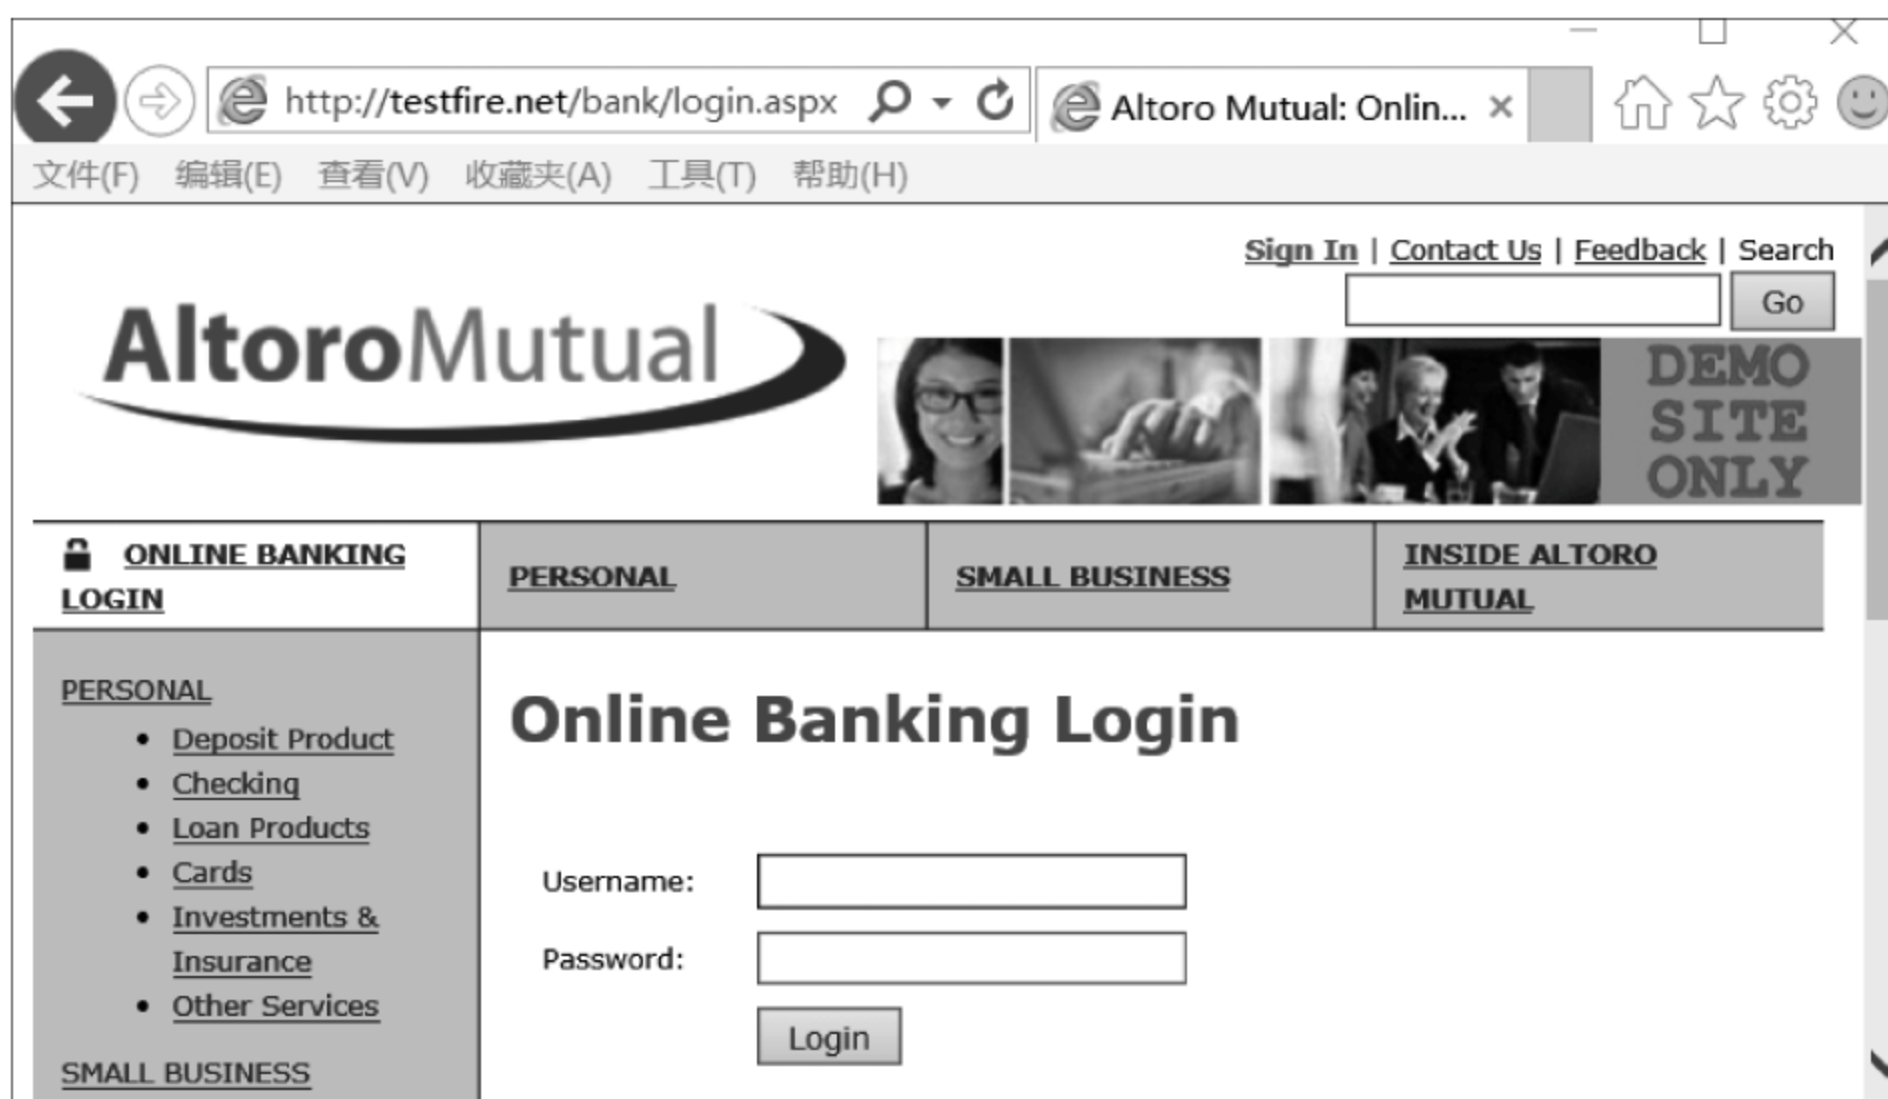 http://testfire.net/bank/login.aspx
Altoro Mutual: Onlin...
文件(F) 编辑(E) 查看(V) 收藏夹(A) 工具(T) 帮助(H)
Sign In | Contact Us | Feedback | Search
Go
AltoroMutual
DEMO
SITE
ONLY
ONLINE BANKING
LOGIN
PERSONAL
SMALL BUSINESS
INSIDE ALTORO
MUTUAL
PERSONAL
• Deposit Product
• Checking
• Loan Products
• Cards
• Investments &
Insurance
• Other Services
SMALL BUSINESS
Online Banking Login
Username:
Password:
Login